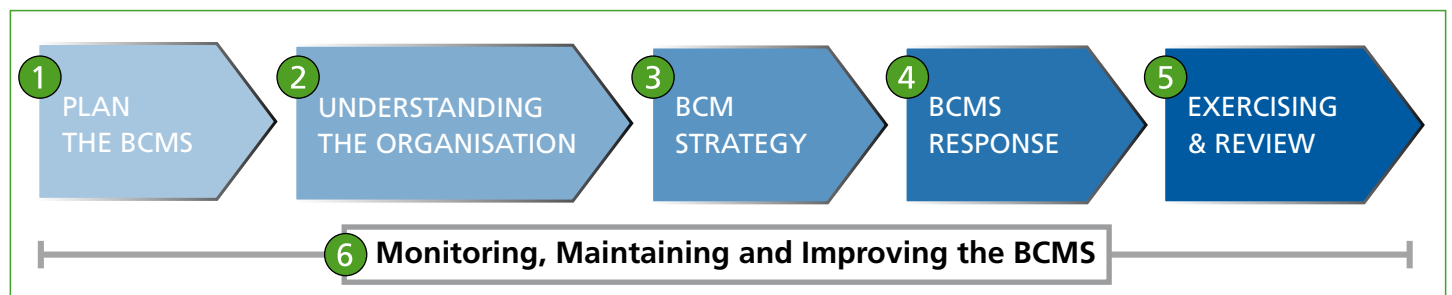 1
PLAN
THE BCMS
2
UNDERSTANDING
THE ORGANISATION
3
BCM
STRATEGY
4
BCMS
RESPONSE
5
EXERCISING
& REVIEW
6
Monitoring, Maintaining and Improving the BCMS